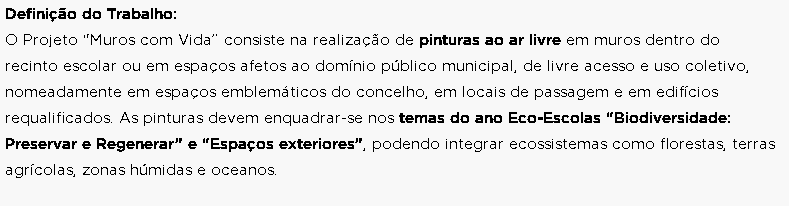 Definição do Trabalho:
O Projeto “Muros com Vida” consiste na realização de pinturas ao ar livre em muros dentro do
recinto escolar ou em espaços afetos ao domínio público municipal, de livre acesso e uso coletivo,
nomeadamente em espaços emblemáticos do concelho, em locais de passagem e em edifícios
requalificados. As pinturas devem enquadrar-se nos temas do ano Eco-Escolas “Biodiversidade:
Preservar e Regenerar” e “Espaços exteriores”, podendo integrar ecossistemas como florestas, terras
agrícolas, zonas húmidas e oceanos.